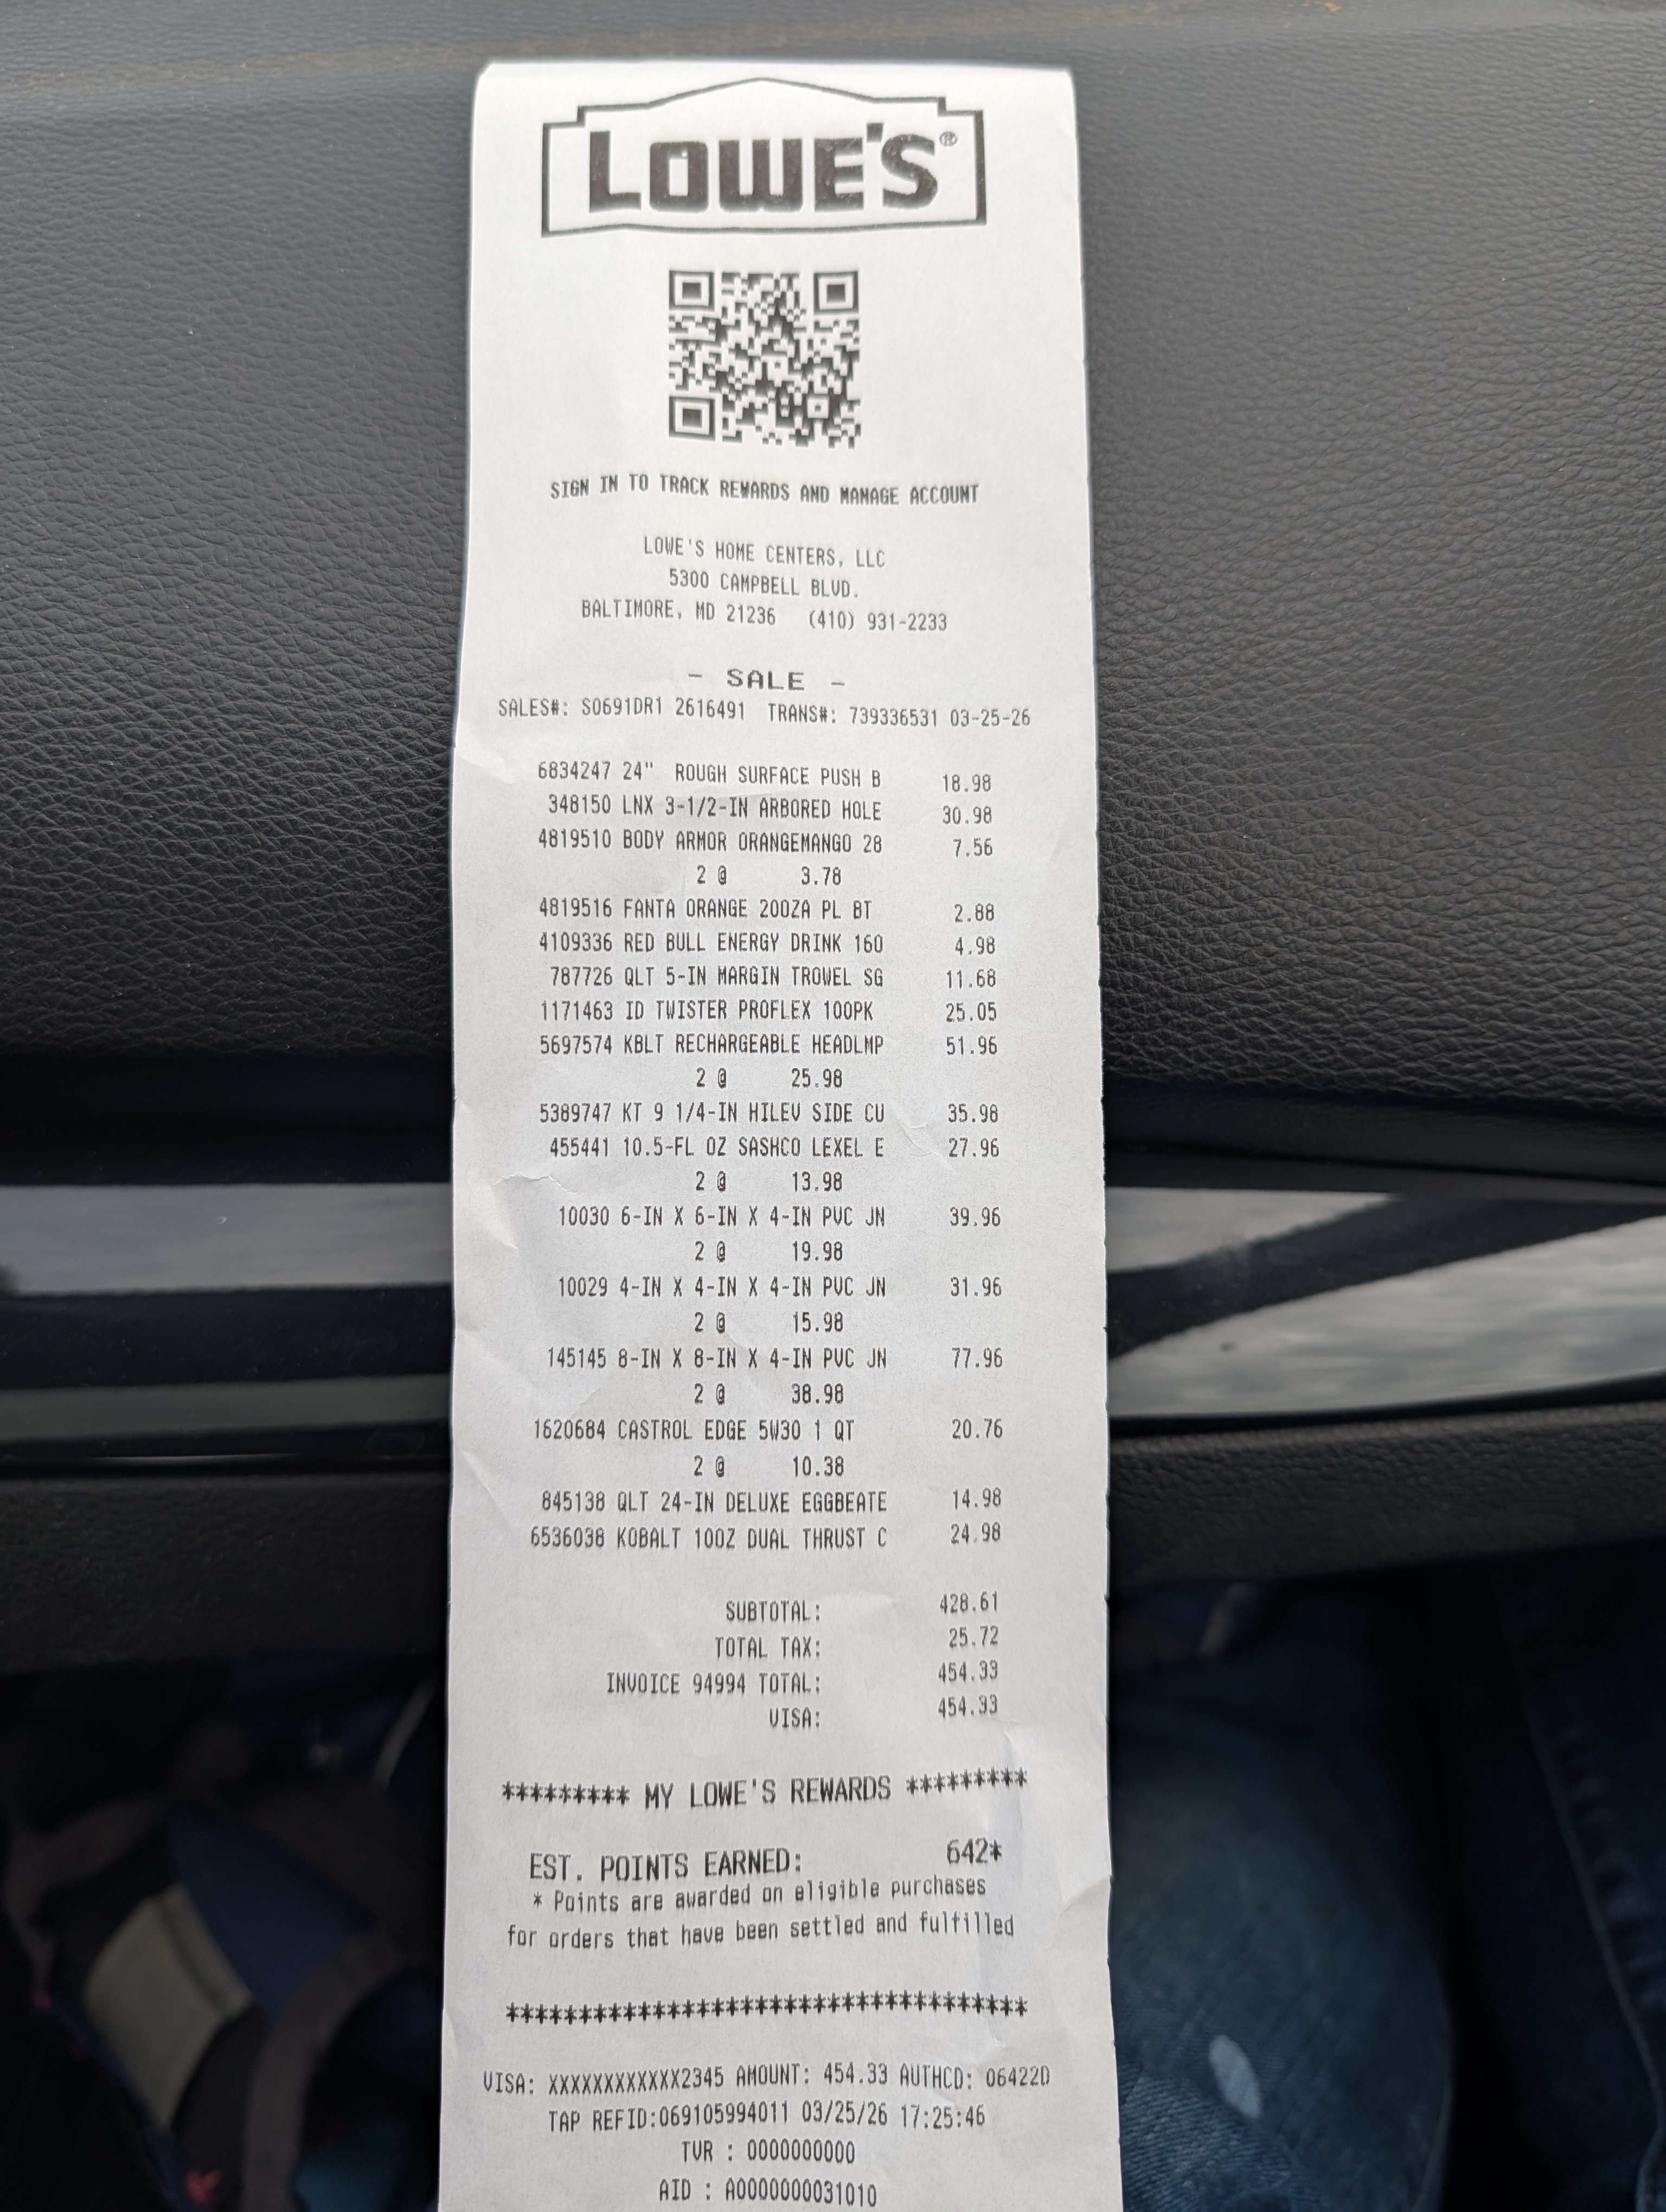 LOWE'S®
SIGN IN TO TRACK REWARDS AND MANAGE ACCOUNT
LOWE'S HOME CENTERS, LLC
5300 CAMPBELL BLVD.
BALTIMORE, MD 21236 (410) 931-2233
- SALE -
SALES#: S0691DR1 2616491 TRANS#: 739336531 03-25-26
6834247 24" ROUGH SURFACE PUSH B 18.98
348150 LNX 3-1/2-IN ARBORED HOLE 30.98
4819510 BODY ARMOR ORANGEMANGO 28 7.56
2 @ 3.78
4819516 FANTA ORANGE 20OZA PL BT 2.88
4109336 RED BULL ENERGY DRINK 160 4.98
787726 QLT 5-IN MARGIN TROWEL SG 11.68
1171463 ID TWISTER PROFLEX 100PK 25.05
5697574 KBLT RECHARGEABLE HEADLMP 51.96
2 @ 25.98
5389747 KT 9 1/4-IN HILEV SIDE CU 35.98
455441 10.5-FL OZ SASHCO LEXEL E 27.96
2 @ 13.98
10030 6-IN X 6-IN X 4-IN PVC JN 39.96
2 @ 19.98
10029 4-IN X 4-IN X 4-IN PVC JN 31.96
2 @ 15.98
145145 8-IN X 8-IN X 4-IN PVC JN 77.96
2 @ 38.98
1620684 CASTROL EDGE 5W30 1 QT 20.76
2 @ 10.38
845138 QLT 24-IN DELUXE EGGBEATE 14.98
6536038 KOBALT 10OZ DUAL THRUST C 24.98
SUBTOTAL: 428.61
TOTAL TAX: 25.72
INVOICE 94994 TOTAL: 454.33
VISA: 454.33
********* MY LOWE'S REWARDS *********
EST. POINTS EARNED: 642*
* Points are awarded on eligible purchases
for orders that have been settled and fulfilled
************************************
VISA: XXXXXXXXXXXX2345 AMOUNT: 454.33 AUTHCD: 06422D
TAP REFID:069105994011 03/25/26 17:25:46
TVR : 0000000000
AID : A0000000031010